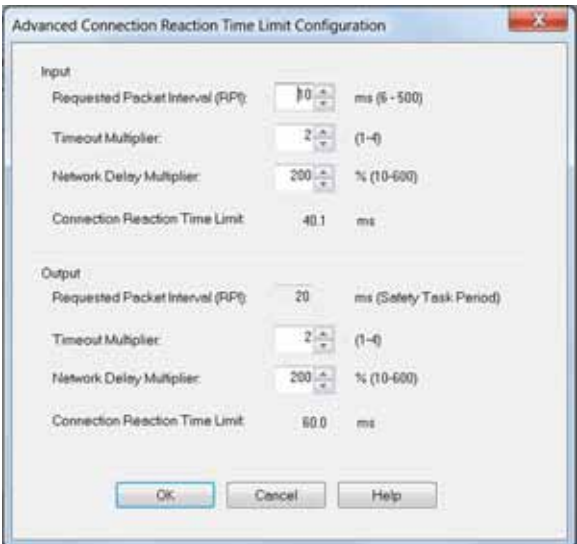 Advanced Connection Reaction Time Limit Configuration
Input
Requested Packet Interval (RPI): 10 ms (6 - 500)
Timeout Multiplier: 2 (1-4)
Network Delay Multiplier: 200 % (10-600)
Connection Reaction Time Limit 40.1 ms
Output
Requested Packet Interval (RPI): 20 ms (Safety Task Period)
Timeout Multiplier: 2 (1-4)
Network Delay Multiplier: 200 % (10-600)
Connection Reaction Time Limit 60.0 ms
OK Cancel Help